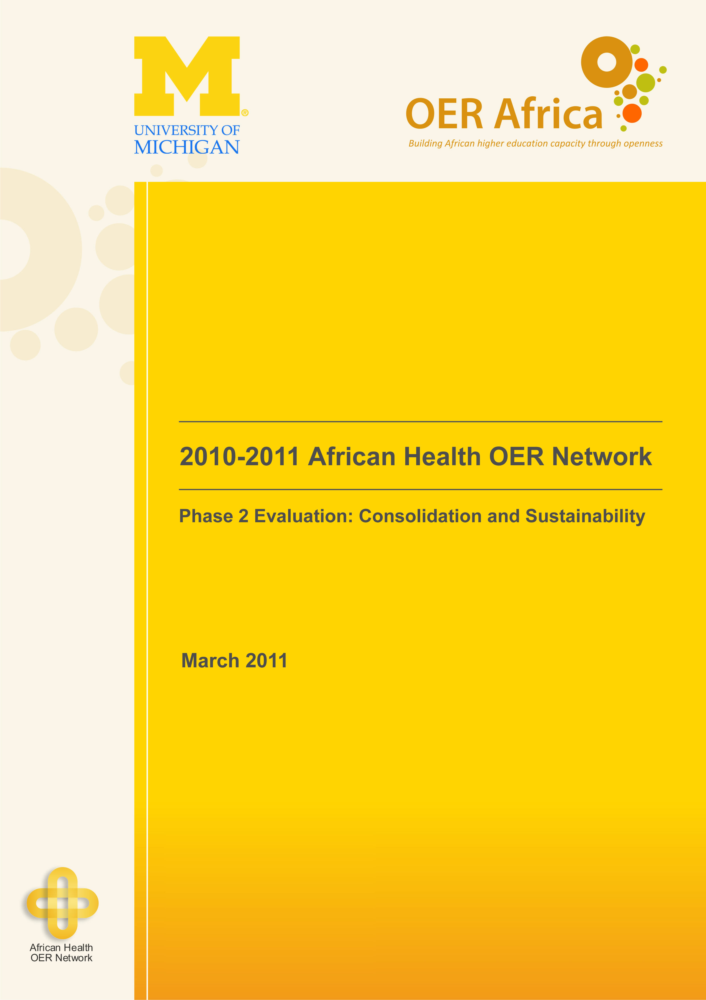 M®
UNIVERSITY OF
MICHIGAN
OER Africa
Building African higher education capacity through openness
2010-2011 African Health OER Network
Phase 2 Evaluation: Consolidation and Sustainability
March 2011
African Health
OER Network